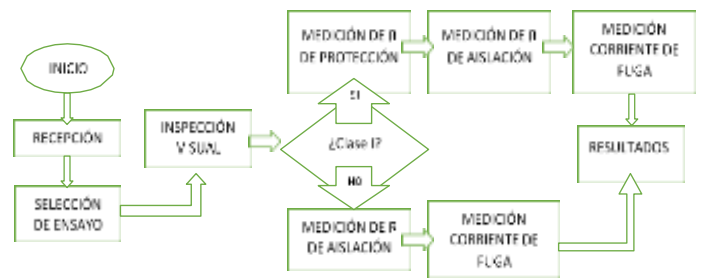 INICIO
RECEPCIÓN
SELECCIÓN
DE ENSAYO
INSPECCIÓN
VISUAL
¿Clase I?
SI
MEDICIÓN DE R
DE PROTECCIÓN
MEDICIÓN DE R
DE AISLACIÓN
MEDICIÓN
CORRIENTE DE
FUGA
NO
MEDICIÓN DE R
DE AISLACIÓN
MEDICIÓN
CORRIENTE DE
FUGA
RESULTADOS